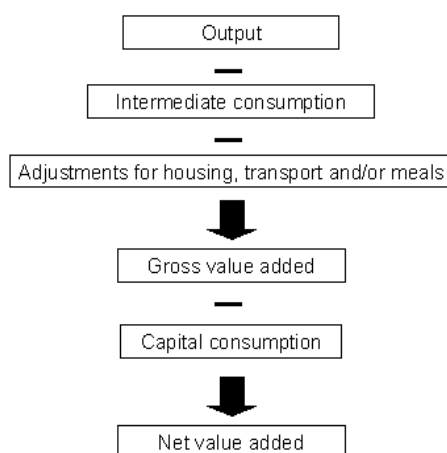 Output
Intermediate consumption
Adjustments for housing, transport and/or meals
Gross value added
Capital consumption
Net value added